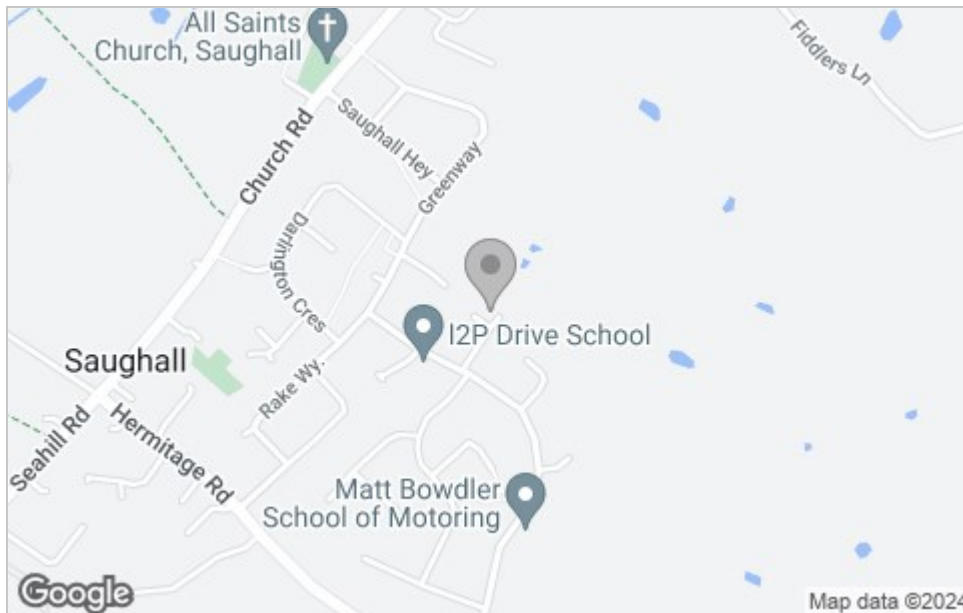 All Saints
Church, Saughall
Fiddlers Ln
Church Rd
Saughall Hey
Greenway
Darlington Cres
l2P Drive School
Saughall
Rake Wy.
Seahill Rd
Hermitage Rd
Matt Bowdler
School of Motoring
Google
Map data ©2024